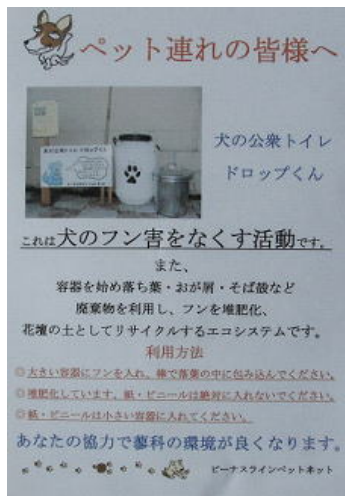 ペット連れの皆様へ
犬の公衆トイレ
ドロップくん
これは犬のフン害をなくす活動です。
また、
容器を始め落ち葉・おが屑・そば殻など
廃棄物を利用し、フンを堆肥化、
花壇の土としてリサイクルするエコシステムです。
利用方法
◎大きい容器にフンを入れ、棒で落葉の中に包み込んでください。
◎堆肥化しています。紙・ビニールは絶対に入れないでください。
◎紙・ビニールは小さい容器に入れてください。
あなたの協力で蓼科の環境が良くなります。
ビーナスラインペットネット